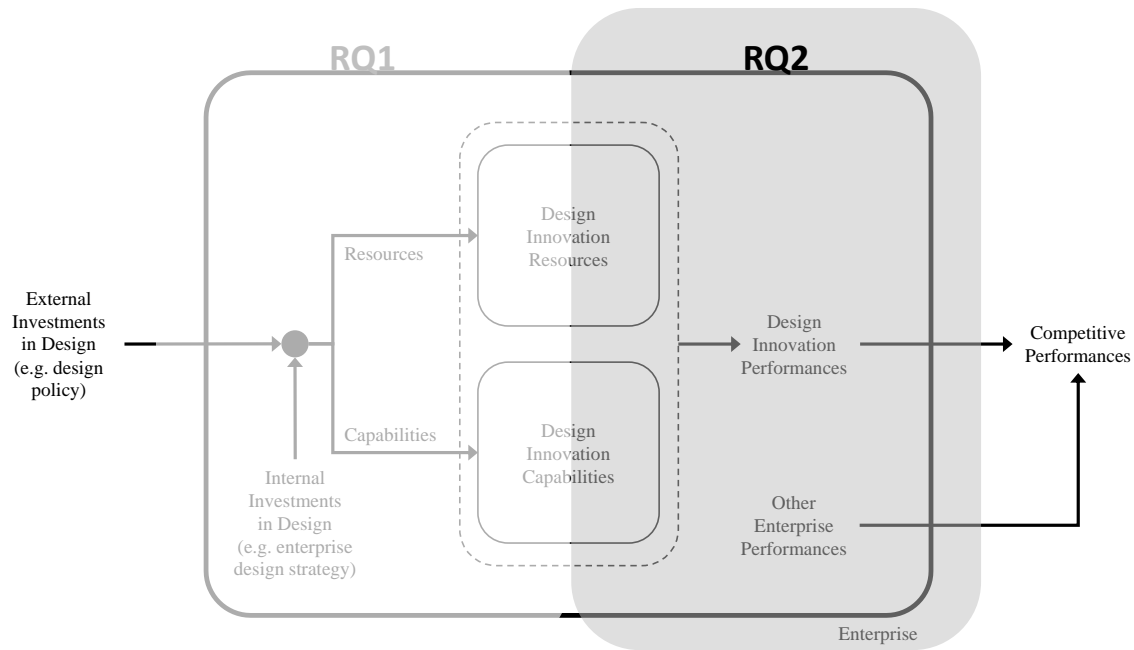 RQ1
RQ2
Design
Innovation
Resources
Resources
External
Investments
in Design
(e.g. design
policy)
Design
Innovation
Performances
Competitive
Performances
Capabilities
Design
Innovation
Capabilities
Internal
Investments
in Design
(e.g. enterprise
design strategy)
Other
Enterprise
Performances
Enterprise